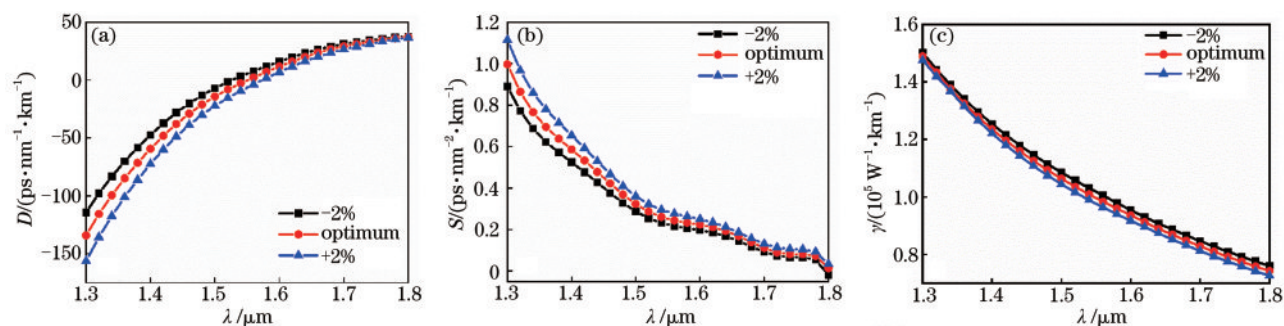 (a)
D/(ps·nm⁻¹·km⁻¹)
50
0
−50
−100
−150
−2%
optimum
+2%
1.3 1.4 1.5 1.6 1.7 1.8
λ /μm
(b)
S/(ps·nm⁻²·km⁻¹)
1.2
1.0
0.8
0.6
0.4
0.2
0
−2%
optimum
+2%
1.3 1.4 1.5 1.6 1.7 1.8
λ /μm
(c)
γ/(10⁵ W⁻¹·km⁻¹)
1.6
1.4
1.2
1.0
0.8
−2%
optimum
+2%
1.3 1.4 1.5 1.6 1.7 1.8
λ /μm